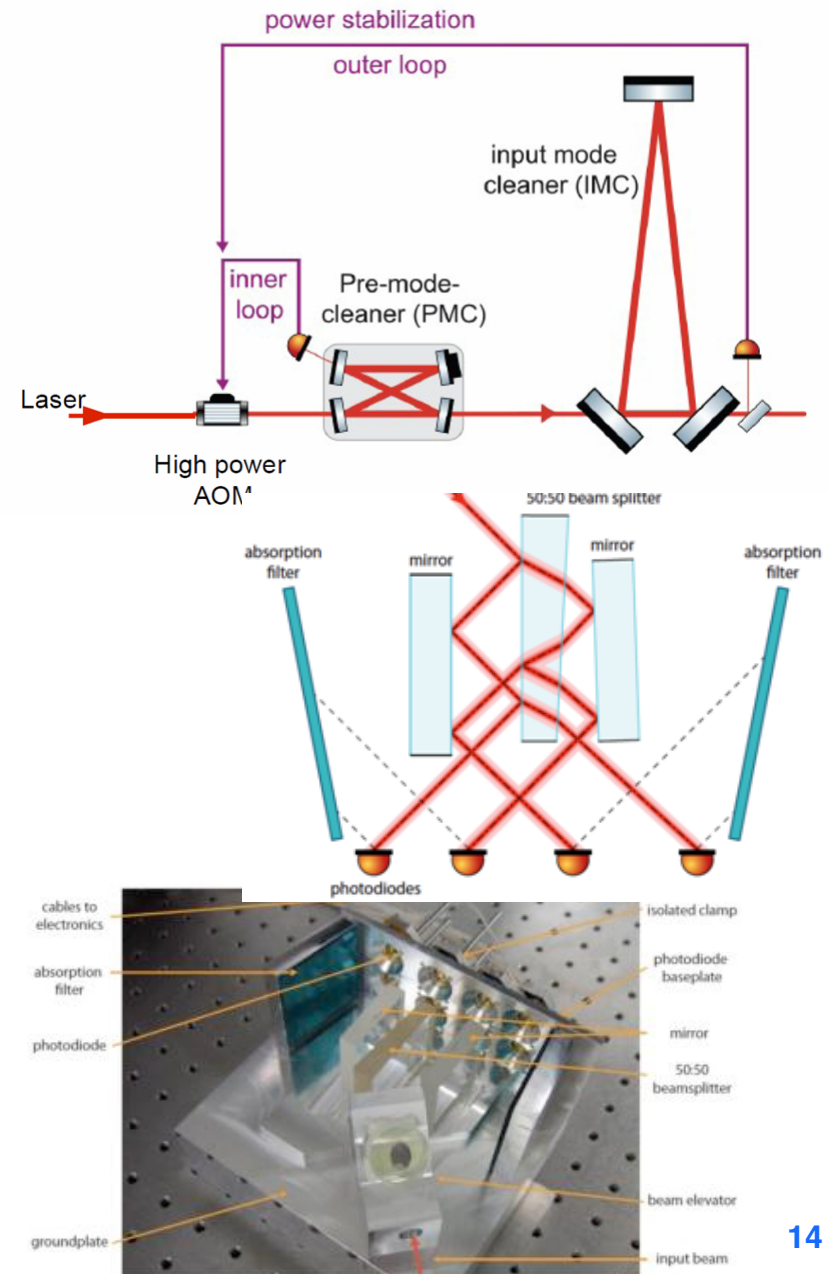 power stabilization
outer loop
input mode
cleaner (IMC)
inner
loop
Pre-mode-
cleaner (PMC)
Laser
High power
AOM
50:50 beam splitter
absorption
filter
mirror
mirror
absorption
filter
photodiodes
cables to
electronics
isolated clamp
absorption
filter
photodiode
baseplate
photodiode
mirror
50:50
beamsplitter
beam elevator
groundplate
input beam
14